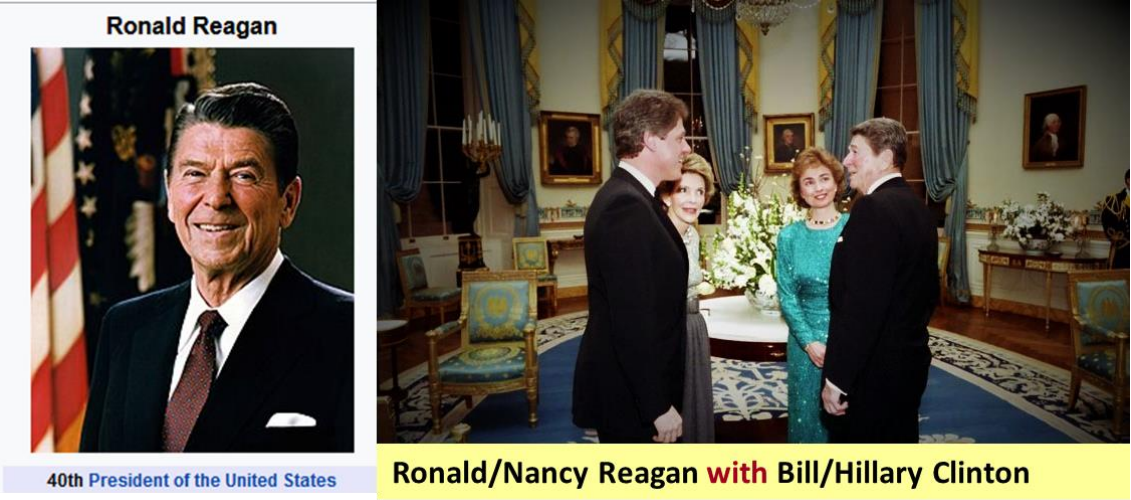 Ronald Reagan
40th President of the United States
Ronald/Nancy Reagan with Bill/Hillary Clinton